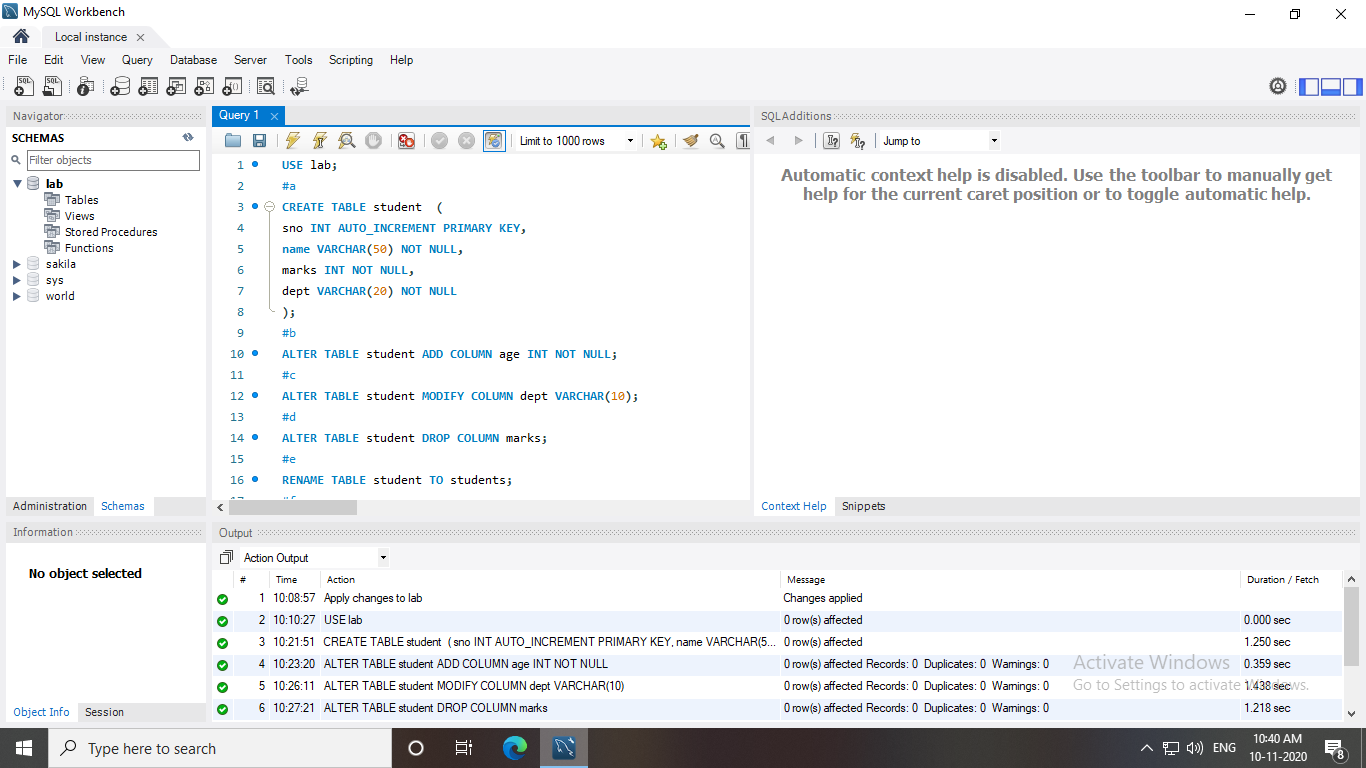 MySQL Workbench
Local instance
File Edit View Query Database Server Tools Scripting Help
Navigator
SCHEMAS
Filter objects
lab
Tables
Views
Stored Procedures
Functions
sakila
sys
world
Administration Schemas
Information
No object selected
Object Info Session
Query 1
Limit to 1000 rows
1 USE lab;
2 #a
3 CREATE TABLE student (
4 sno INT AUTO_INCREMENT PRIMARY KEY,
5 name VARCHAR(50) NOT NULL,
6 marks INT NOT NULL,
7 dept VARCHAR(20) NOT NULL
8 );
9 #b
10 ALTER TABLE student ADD COLUMN age INT NOT NULL;
11 #c
12 ALTER TABLE student MODIFY COLUMN dept VARCHAR(10);
13 #d
14 ALTER TABLE student DROP COLUMN marks;
15 #e
16 RENAME TABLE student TO students;
SQLAdditions
Jump to
Automatic context help is disabled. Use the toolbar to manually get
help for the current caret position or to toggle automatic help.
Context Help Snippets
Output
Action Output
# Time Action Message Duration / Fetch
1 10:08:57 Apply changes to lab Changes applied
2 10:10:27 USE lab 0 row(s) affected 0.000 sec
3 10:21:51 CREATE TABLE student ( sno INT AUTO_INCREMENT PRIMARY KEY, name VARCHAR(5... 0 row(s) affected 1.250 sec
4 10:23:20 ALTER TABLE student ADD COLUMN age INT NOT NULL 0 row(s) affected Records: 0 Duplicates: 0 Warnings: 0 0.359 sec
5 10:26:11 ALTER TABLE student MODIFY COLUMN dept VARCHAR(10) 0 row(s) affected Records: 0 Duplicates: 0 Warnings: 0 1.438 sec
6 10:27:21 ALTER TABLE student DROP COLUMN marks 0 row(s) affected Records: 0 Duplicates: 0 Warnings: 0 1.218 sec
Activate Windows
Go to Settings to activate Windows.
Type here to search
ENG
10:40 AM
10-11-2020
8